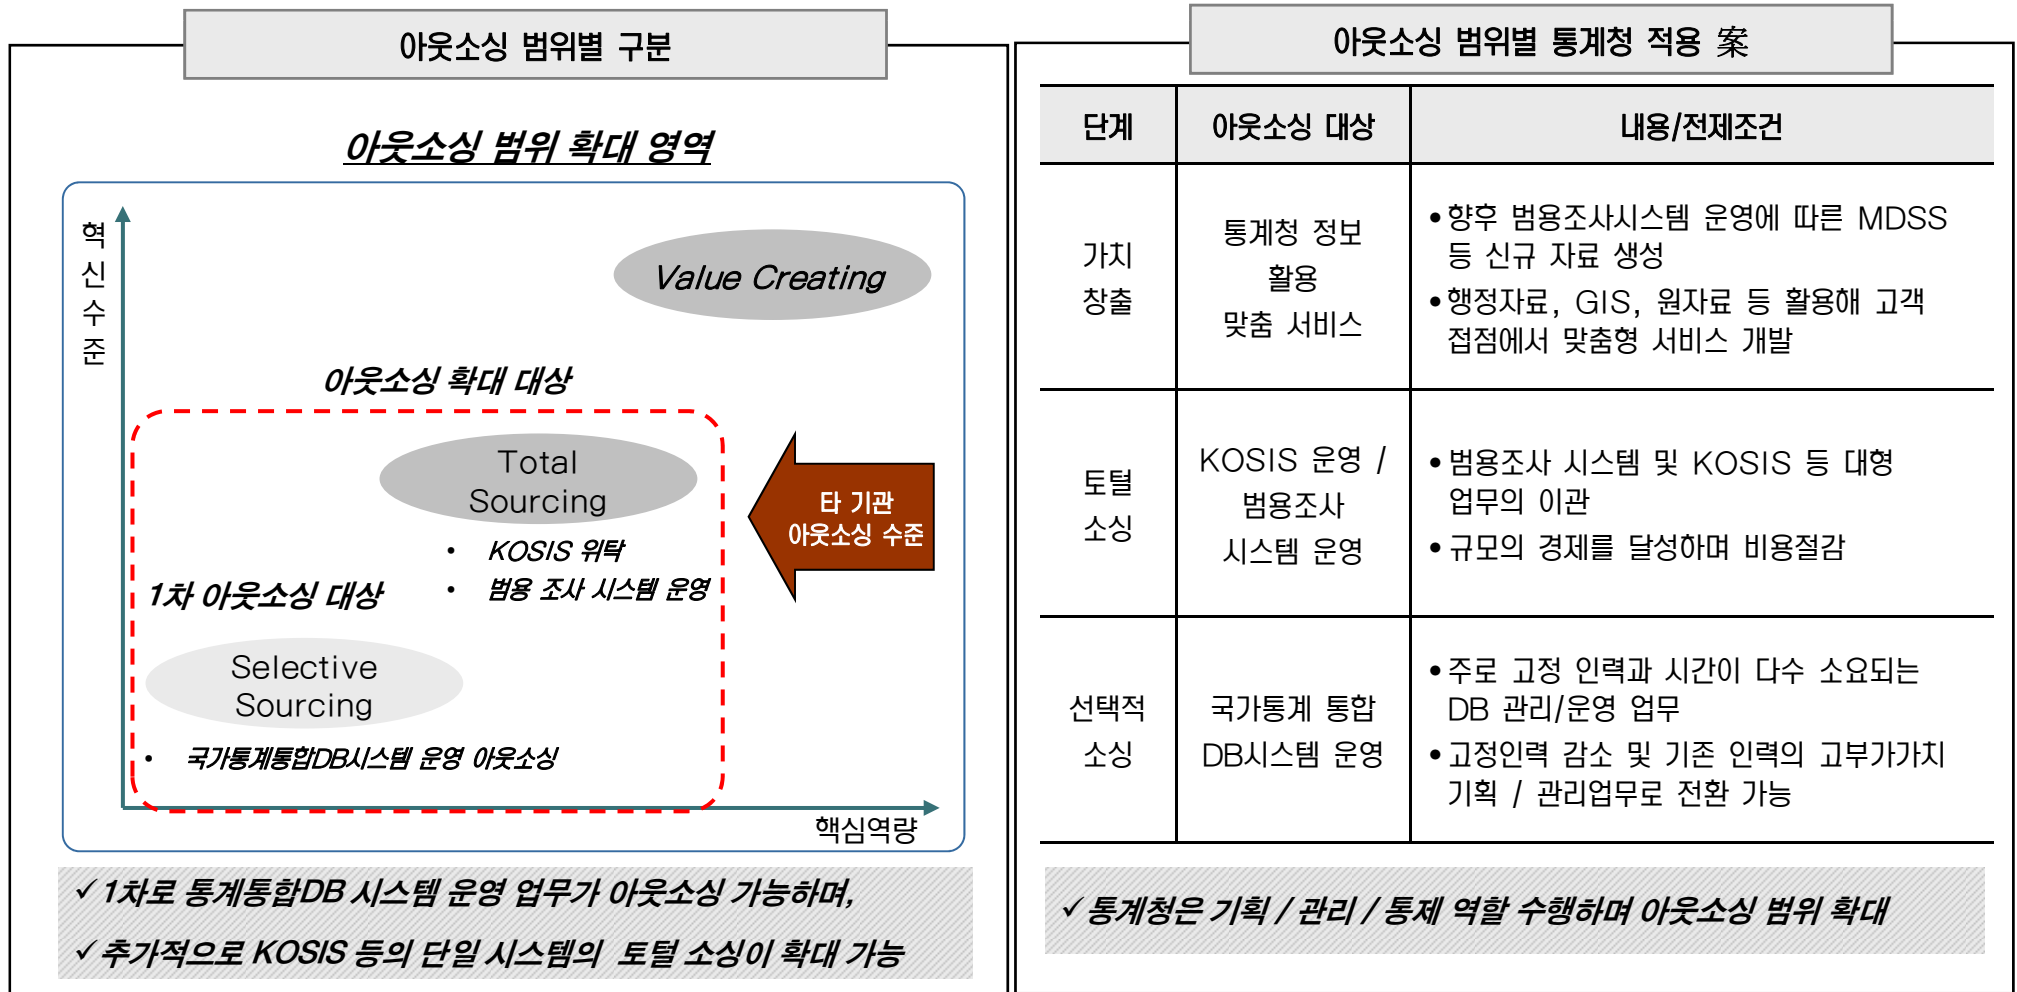 아웃소싱 범위별 구분
아웃소싱 범위 확대 영역
혁
신
수
준
Value Creating
아웃소싱 확대 대상
Total
Sourcing
• KOSIS 위탁
• 범용 조사 시스템 운영
타 기관
아웃소싱 수준
1차 아웃소싱 대상
Selective
Sourcing
• 국가통계통합DB시스템 운영 아웃소싱
핵심역량
✓1차로 통계통합DB 시스템 운영 업무가 아웃소싱 가능하며,
✓추가적으로 KOSIS 등의 단일 시스템의 토털 소싱이 확대 가능
아웃소싱 범위별 통계청 적용 案
단계
아웃소싱 대상
내용/전제조건
가치
창출
통계청 정보
활용
맞춤 서비스
•향후 범용조사시스템 운영에 따른 MDSS
등 신규 자료 생성
•행정자료, GIS, 원자료 등 활용해 고객
접점에서 맞춤형 서비스 개발
토털
소싱
KOSIS 운영 /
범용조사
시스템 운영
•범용조사 시스템 및 KOSIS 등 대형
업무의 이관
•규모의 경제를 달성하며 비용절감
선택적
소싱
국가통계 통합
DB시스템 운영
•주로 고정 인력과 시간이 다수 소요되는
DB 관리/운영 업무
•고정인력 감소 및 기존 인력의 고부가가치
기획 / 관리업무로 전환 가능
✓통계청은 기획 / 관리 / 통제 역할 수행하며 아웃소싱 범위 확대